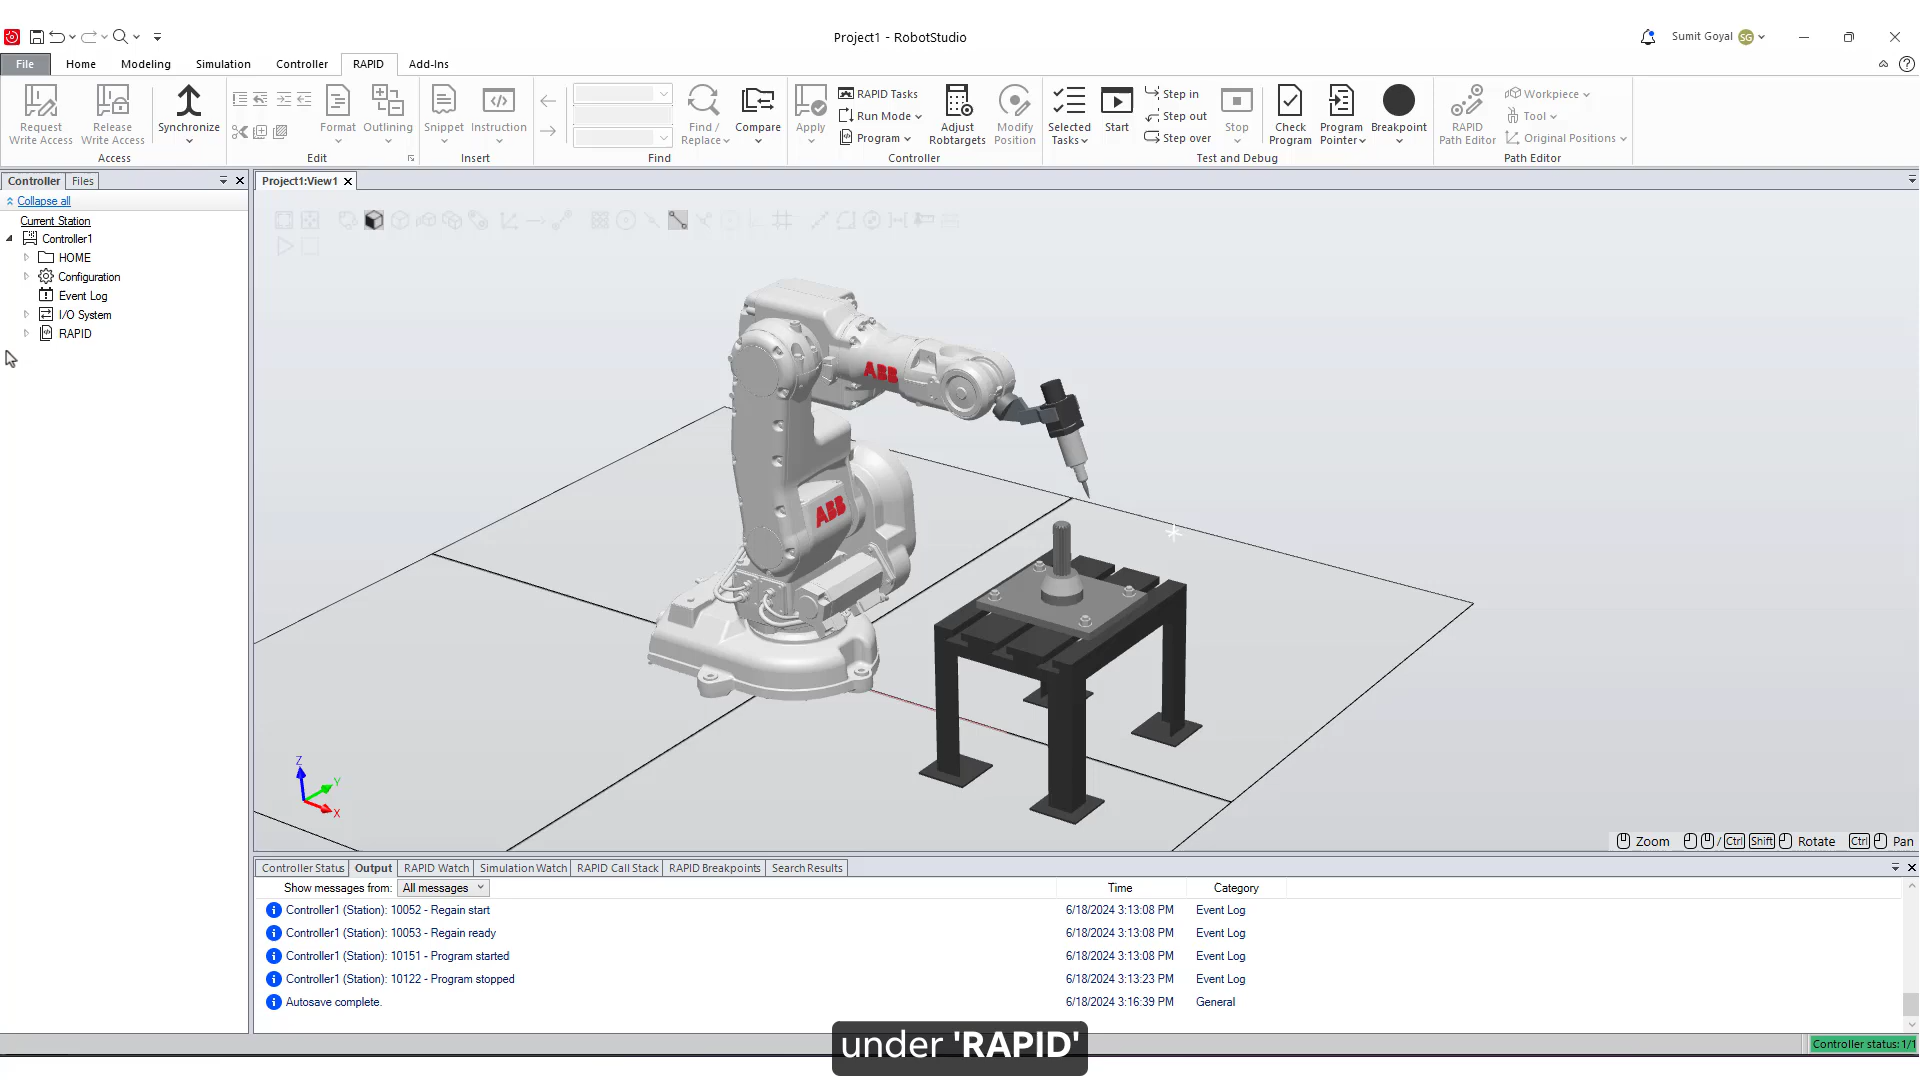 Project1 - RobotStudio
Sumit Goyal SG
File Home Modeling Simulation Controller RAPID Add-Ins
Request Write Access
Release Write Access
Synchronize
Format
Outlining
Snippet
Instruction
Find / Replace
Compare
Apply
RAPID Tasks
Run Mode
Program
Adjust Robtargets
Modify Position
Selected Tasks
Start
Step in
Step out
Step over
Stop
Check Program
Program Pointer
Breakpoint
RAPID Path Editor
Workpiece
Tool
Original Positions
Access Edit Insert Find Controller Test and Debug Path Editor
Controller Files
Collapse all
Current Station
Controller1
HOME
Configuration
Event Log
I/O System
RAPID
Project1:View1
ABB
ABB
Z
Y
X
Zoom / Ctrl Shift Rotate Ctrl Pan
Controller Status Output RAPID Watch Simulation Watch RAPID Call Stack RAPID Breakpoints Search Results
Show messages from: All messages Time Category
Controller1 (Station): 10052 - Regain start 6/18/2024 3:13:08 PM Event Log
Controller1 (Station): 10053 - Regain ready 6/18/2024 3:13:08 PM Event Log
Controller1 (Station): 10151 - Program started 6/18/2024 3:13:08 PM Event Log
Controller1 (Station): 10122 - Program stopped 6/18/2024 3:13:23 PM Event Log
Autosave complete. 6/18/2024 3:16:39 PM General
under 'RAPID'
Controller status: 1/1